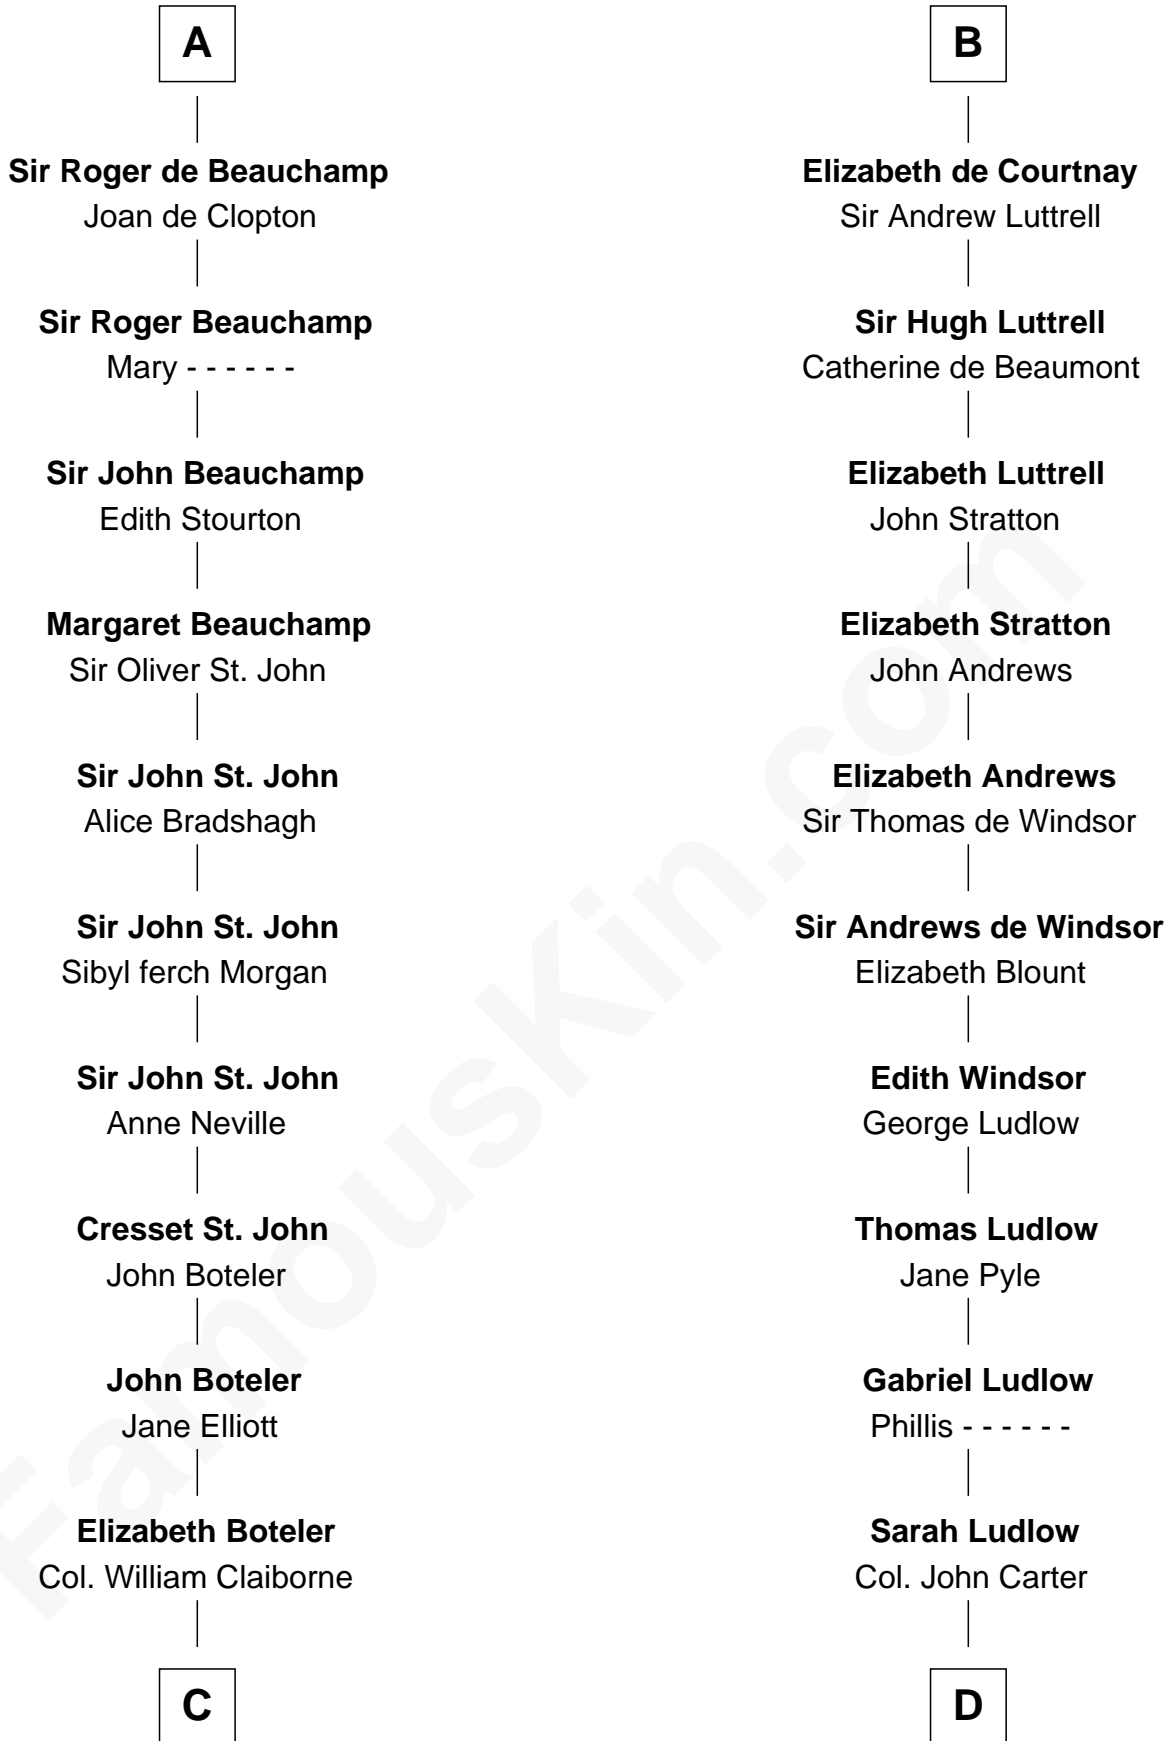 A
Sir Roger de Beauchamp
Joan de Clopton
Sir Roger Beauchamp
Mary - - - - - -
Sir John Beauchamp
Edith Stourton
Margaret Beauchamp
Sir Oliver St. John
Sir John St. John
Alice Bradshagh
Sir John St. John
Sibyl ferch Morgan
Sir John St. John
Anne Neville
Cresset St. John
John Boteler
John Boteler
Jane Elliott
Elizabeth Boteler
Col. William Claiborne
C
B
Elizabeth de Courtnay
Sir Andrew Luttrell
Sir Hugh Luttrell
Catherine de Beaumont
Elizabeth Luttrell
John Stratton
Elizabeth Stratton
John Andrews
Elizabeth Andrews
Sir Thomas de Windsor
Sir Andrews de Windsor
Elizabeth Blount
Edith Windsor
George Ludlow
Thomas Ludlow
Jane Pyle
Gabriel Ludlow
Phillis - - - - - -
Sarah Ludlow
Col. John Carter
D
FamousKin.com